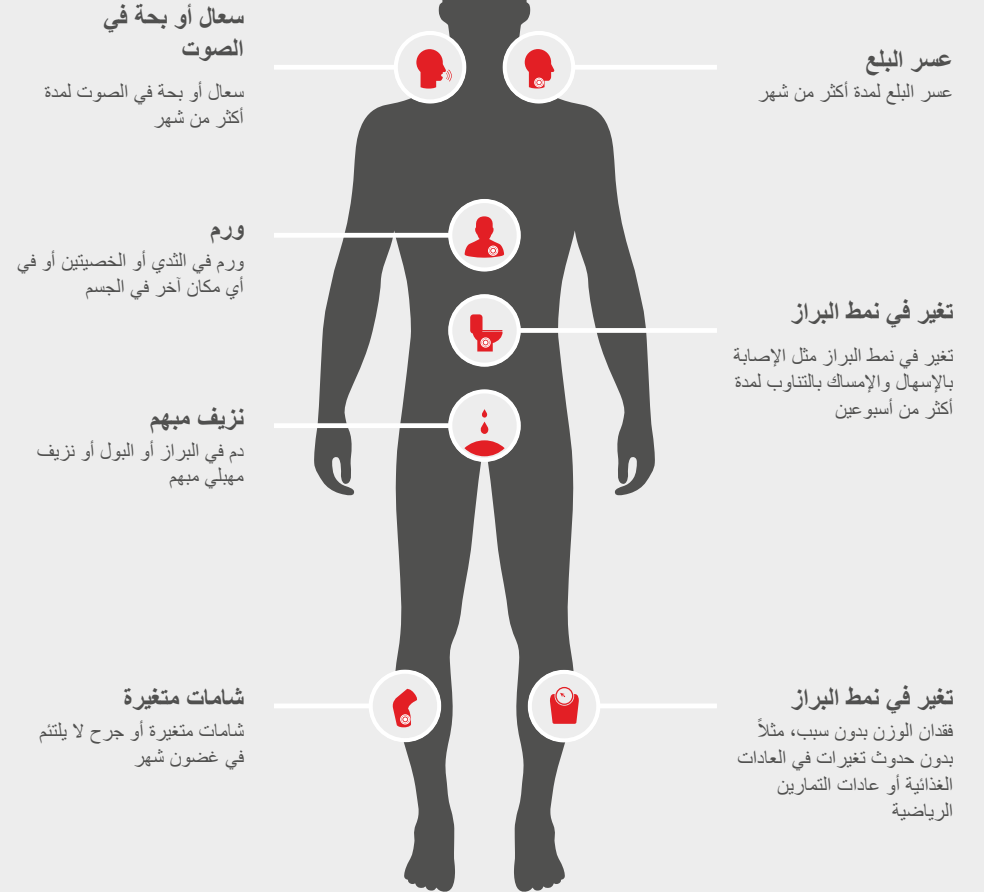 عسر البلع
عسر البلع لمدة أكثر من شهر
سعال أو بحة في
الصوت
سعال أو بحة في الصوت لمدة
أكثر من شهر
ورم
ورم في الثدي أو الخصيتين أو في
أي مكان آخر في الجسم
تغير في نمط البراز
تغير في نمط البراز مثل الإصابة
بالإسهال والإمساك بالتناوب لمدة
أكثر من أسبوعين
نزيف مبهم
دم في البراز أو البول أو نزيف
مهبلي مبهم
تغير في نمط البراز
فقدان الوزن بدون سبب، مثلاً
بدون حدوث تغيرات في العادات
الغذائية أو عادات التمارين
الرياضية
شامات متغيرة
شامات متغيرة أو جرح لا يلتئم
في غضون شهر